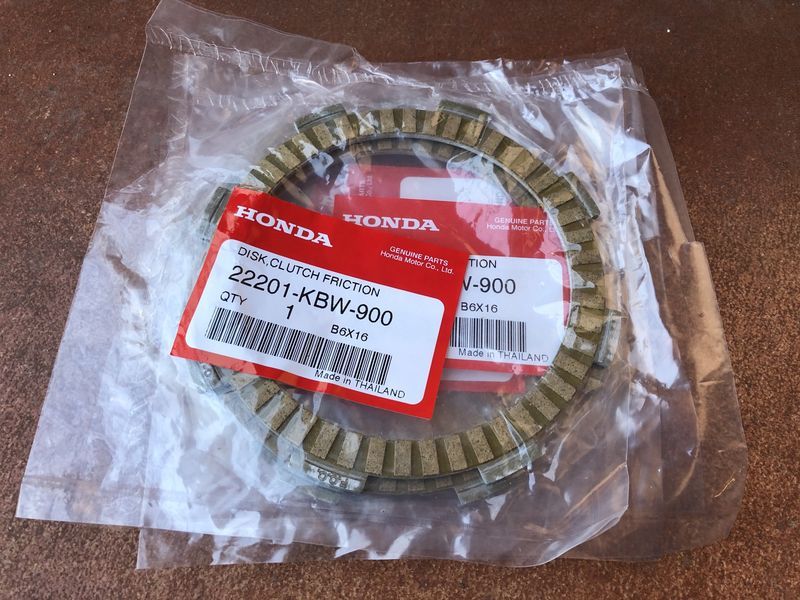 HONDA
GENUINE PARTS
Honda Motor Co., Ltd.
DISK,CLUTCH FRICTION
22201-KBW-900
QTY
1
B6X16
Made in THAILAND
HONDA
GENUINE PARTS
Honda Motor Co., Ltd.
-900
B6X16
Made in THAILAND